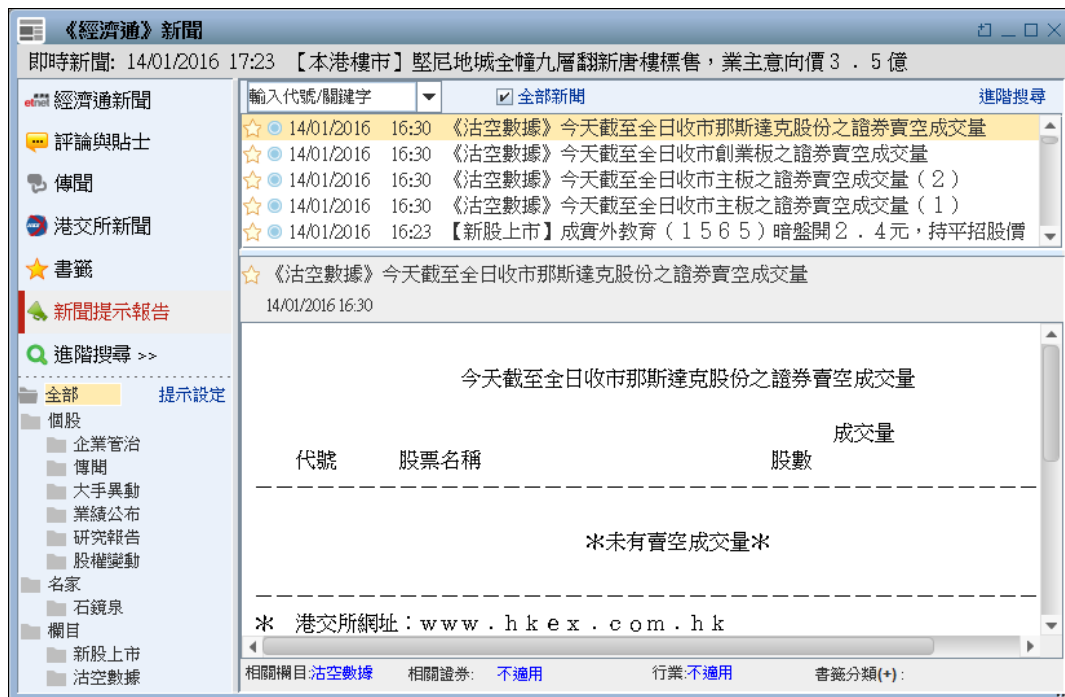 《經濟通》新聞
即時新聞: 14/01/2016 17:23 【本港樓市】堅尼地城全幢九層翻新唐樓標售，業主意向價３．５億
etnet 經濟通新聞
評論與貼士
傳聞
港交所新聞
書籤
新聞提示報告
進階搜尋 >>
全部 提示設定
個股
企業管治
傳聞
大手異動
業績公布
研究報告
股權變動
名家
石鏡泉
欄目
新股上市
沽空數據
輸入代號/關鍵字 全部新聞 進階搜尋
14/01/2016 16:30 《沽空數據》今天截至全日收市那斯達克股份之證券賣空成交量
14/01/2016 16:30 《沽空數據》今天截至全日收市創業板之證券賣空成交量
14/01/2016 16:30 《沽空數據》今天截至全日收市主板之證券賣空成交量（２）
14/01/2016 16:30 《沽空數據》今天截至全日收市主板之證券賣空成交量（１）
14/01/2016 16:23 【新股上市】成實外教育（１５６５）暗盤開２．４元，持平招股價
《沽空數據》今天截至全日收市那斯達克股份之證券賣空成交量
14/01/2016 16:30
今天截至全日收市那斯達克股份之證券賣空成交量
成交量
代號 股票名稱 股數
＊未有賣空成交量＊
＊ 港交所網址：ｗｗｗ．ｈｋｅｘ．ｃｏｍ．ｈｋ
相關欄目:沽空數據 相關證券: 不適用 行業:不適用 書籤分類(+) :